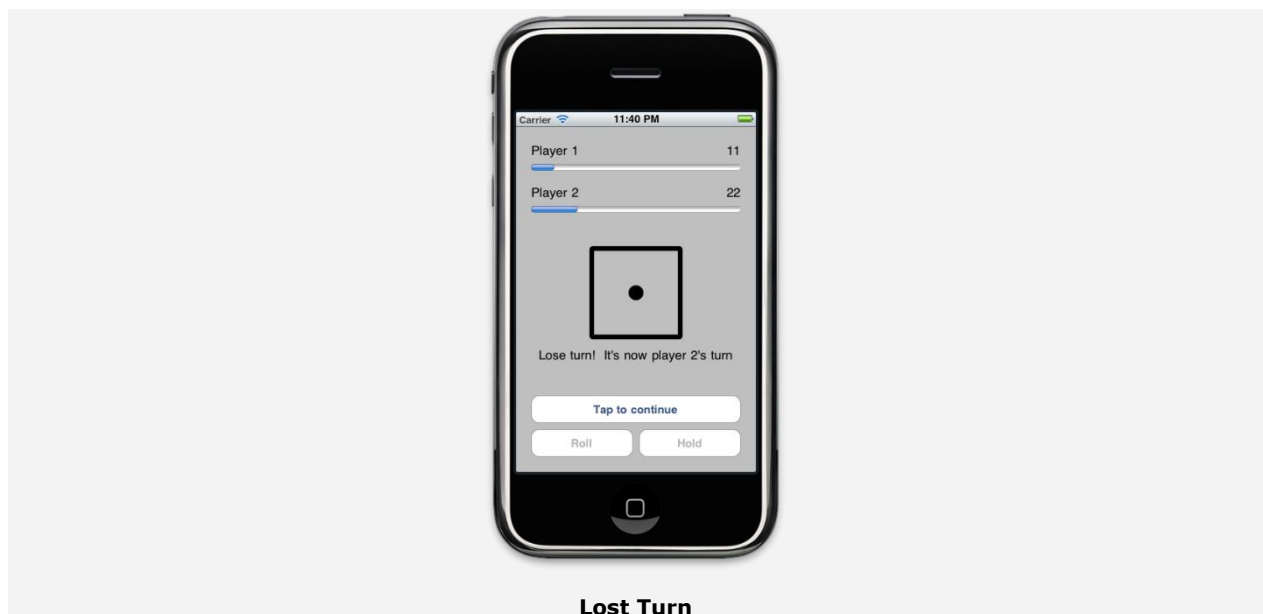 Carrier 11:40 PM
Player 1 11
Player 2 22
Lose turn! It's now player 2's turn
Tap to continue
Roll Hold
Lost Turn